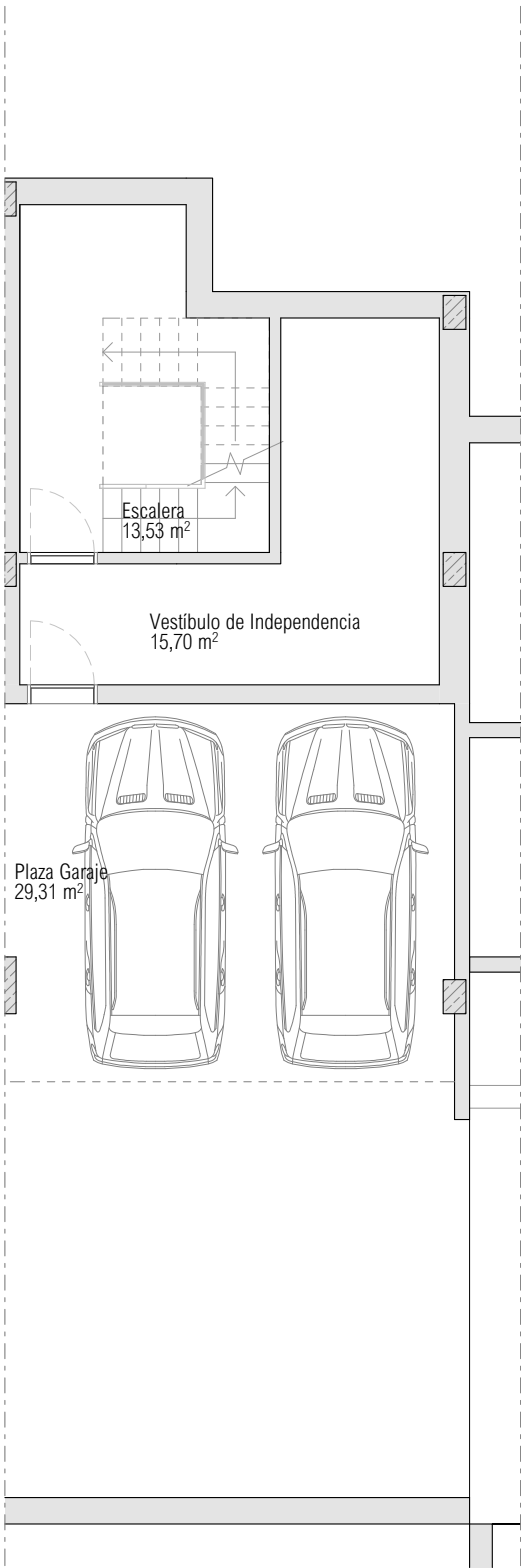 Escalera
13,53 m²
Vestíbulo de Independencia
15,70 m²
Plaza Garaje
29,31 m²